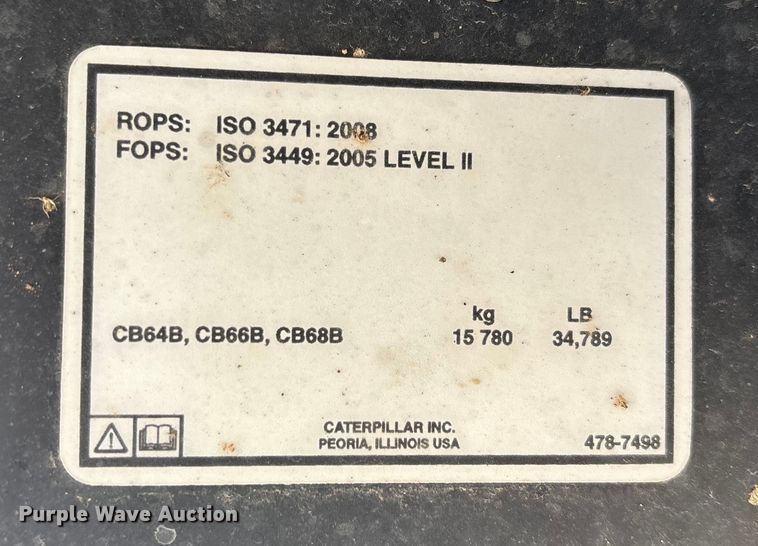 ROPS: ISO 3471: 2008
FOPS: ISO 3449: 2005 LEVEL II
kg LB
CB64B, CB66B, CB68B 15 780 34,789
CATERPILLAR INC.
PEORIA, ILLINOIS USA
478-7498
Purple Wave Auction